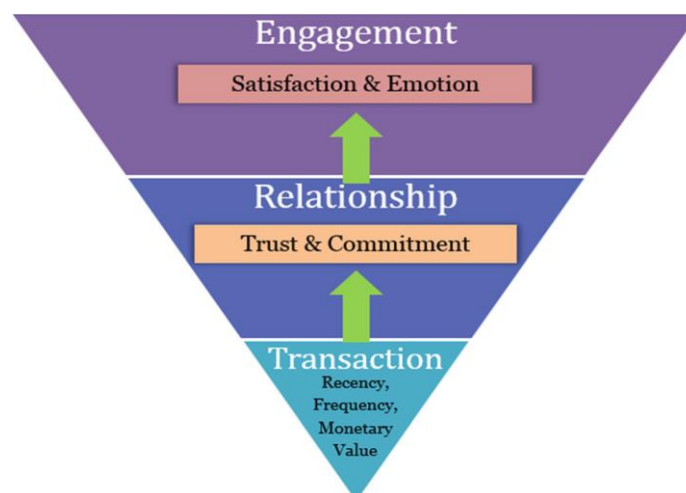 Engagement
Satisfaction & Emotion
Relationship
Trust & Commitment
Transaction
Recency,
Frequency,
Monetary
Value